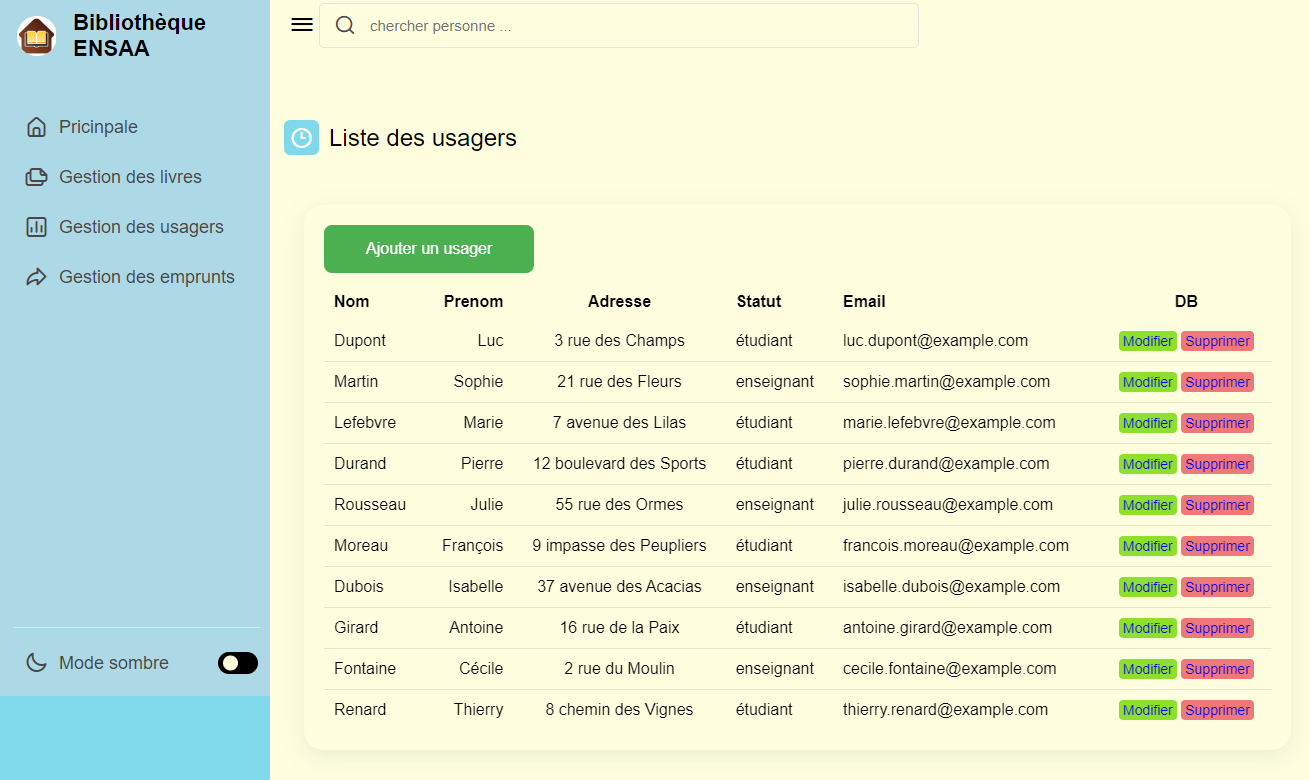 Bibliothèque
ENSAA
chercher personne ...
Pricinpale
Gestion des livres
Gestion des usagers
Gestion des emprunts
Mode sombre
Liste des usagers
Ajouter un usager
Nom Prenom Adresse Statut Email DB
Dupont Luc 3 rue des Champs étudiant luc.dupont@example.com Modifier Supprimer
Martin Sophie 21 rue des Fleurs enseignant sophie.martin@example.com Modifier Supprimer
Lefebvre Marie 7 avenue des Lilas étudiant marie.lefebvre@example.com Modifier Supprimer
Durand Pierre 12 boulevard des Sports étudiant pierre.durand@example.com Modifier Supprimer
Rousseau Julie 55 rue des Ormes enseignant julie.rousseau@example.com Modifier Supprimer
Moreau François 9 impasse des Peupliers étudiant francois.moreau@example.com Modifier Supprimer
Dubois Isabelle 37 avenue des Acacias enseignant isabelle.dubois@example.com Modifier Supprimer
Girard Antoine 16 rue de la Paix étudiant antoine.girard@example.com Modifier Supprimer
Fontaine Cécile 2 rue du Moulin enseignant cecile.fontaine@example.com Modifier Supprimer
Renard Thierry 8 chemin des Vignes étudiant thierry.renard@example.com Modifier Supprimer